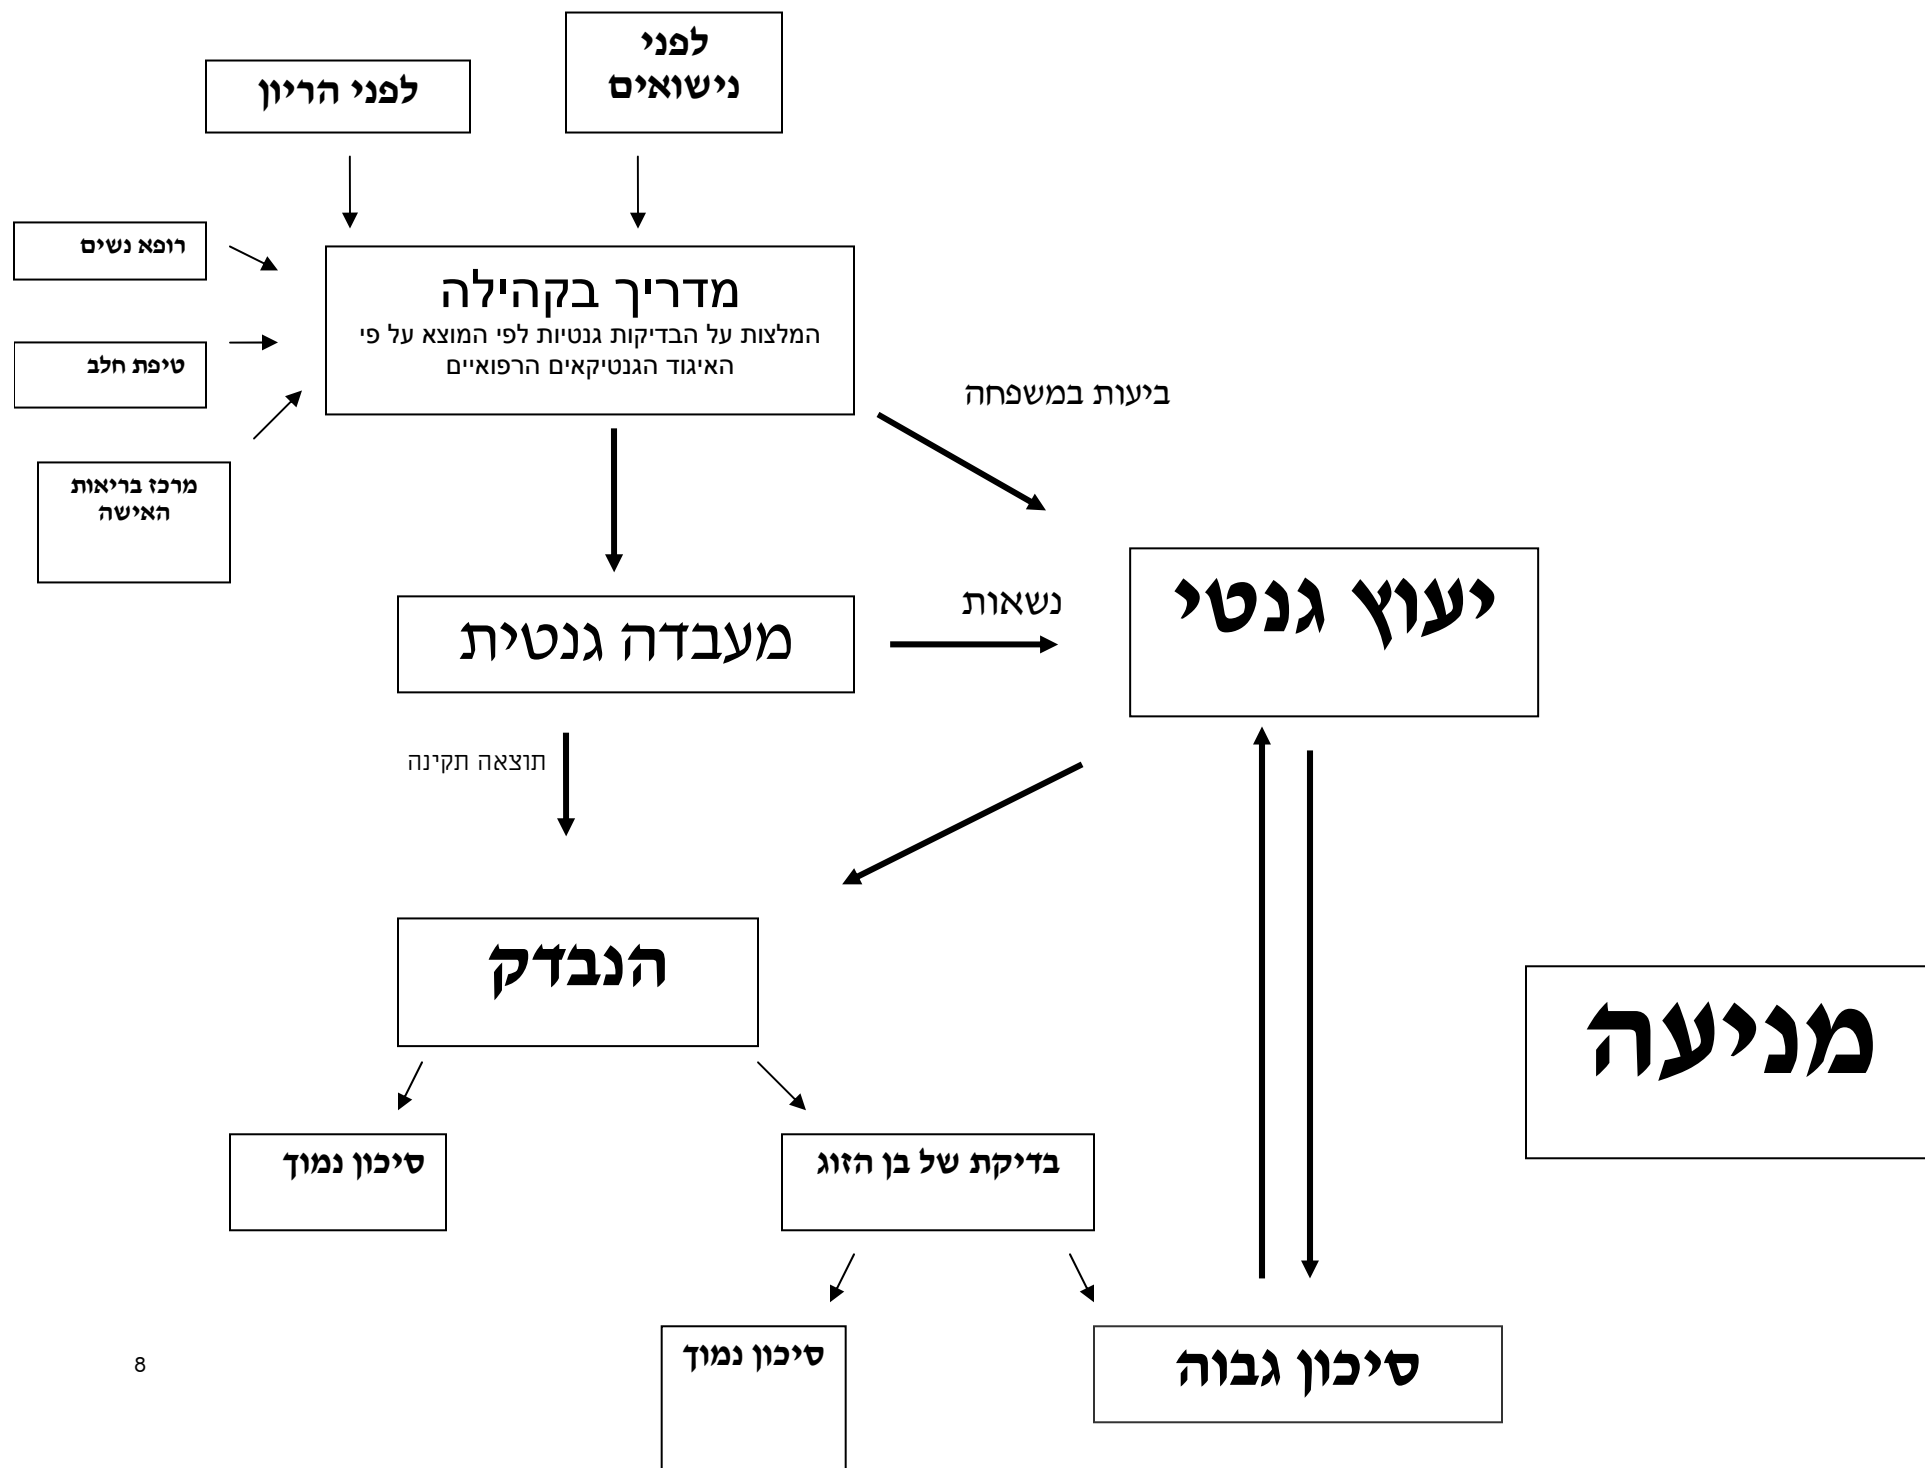 לפני
נישואים
לפני הריון
רופא נשים
מדריך בקהילה
המלצות על הבדיקות גנטיות לפי המוצא על פי
האיגוד הגנטיקאים הרפואיים
טיפת חלב
ביעות במשפחה
מרכז בריאות
האישה
יעוץ גנטי
נשאות
מעבדה גנטית
תוצאה תקינה
הנבדק
מניעה
בדיקת של בן הזוג
סיכון נמוך
סיכון גבוה
סיכון נמוך
8